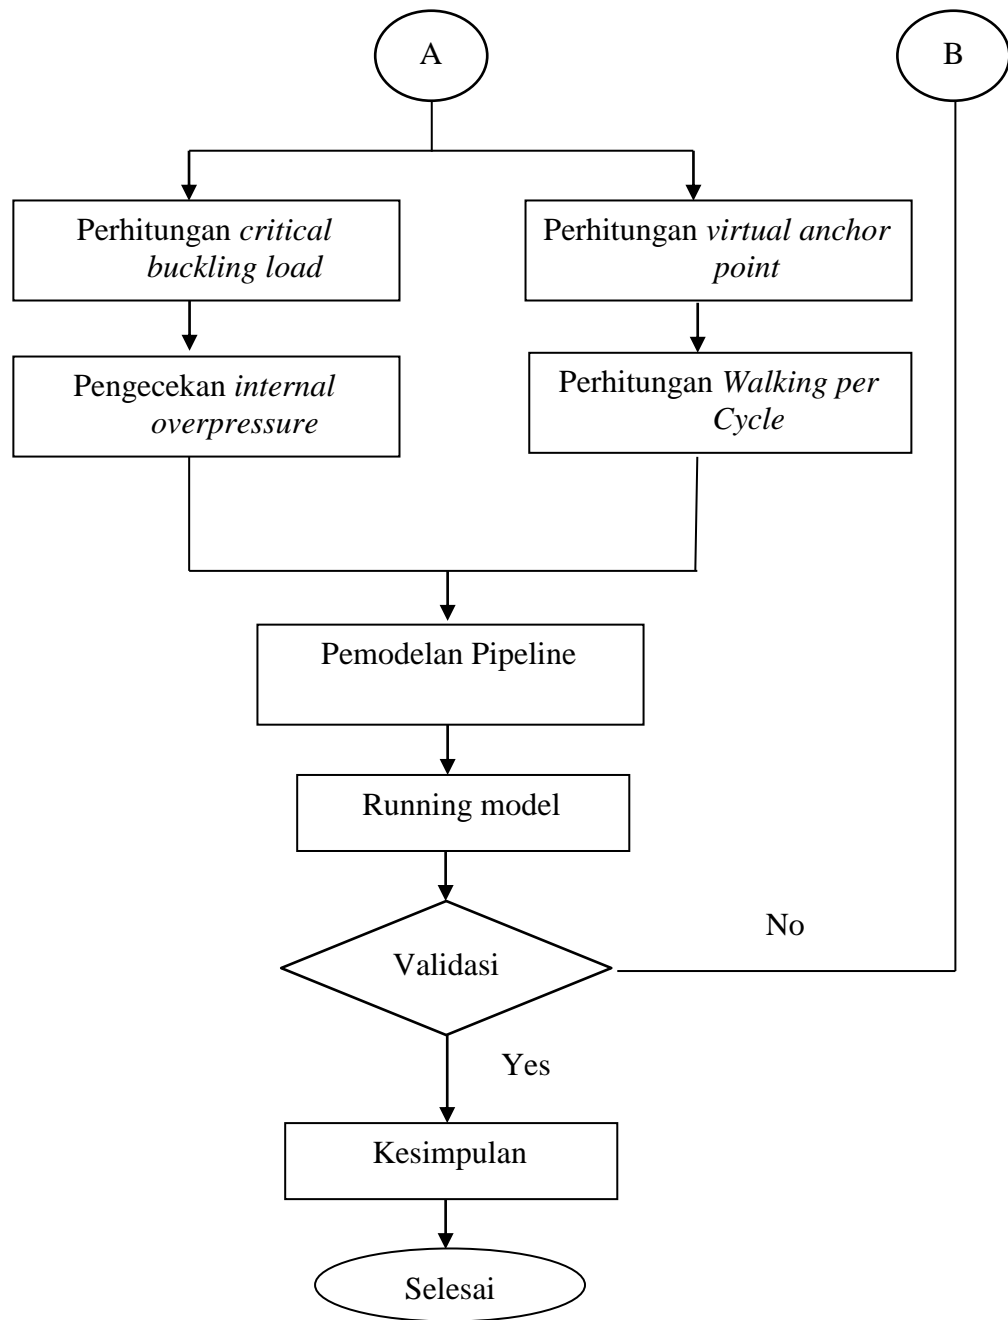 A
B
Perhitungan critical
buckling load
Perhitungan virtual anchor
point
Pengecekan internal
overpressure
Perhitungan Walking per
Cycle
Pemodelan Pipeline
Running model
No
Validasi
Yes
Kesimpulan
Selesai